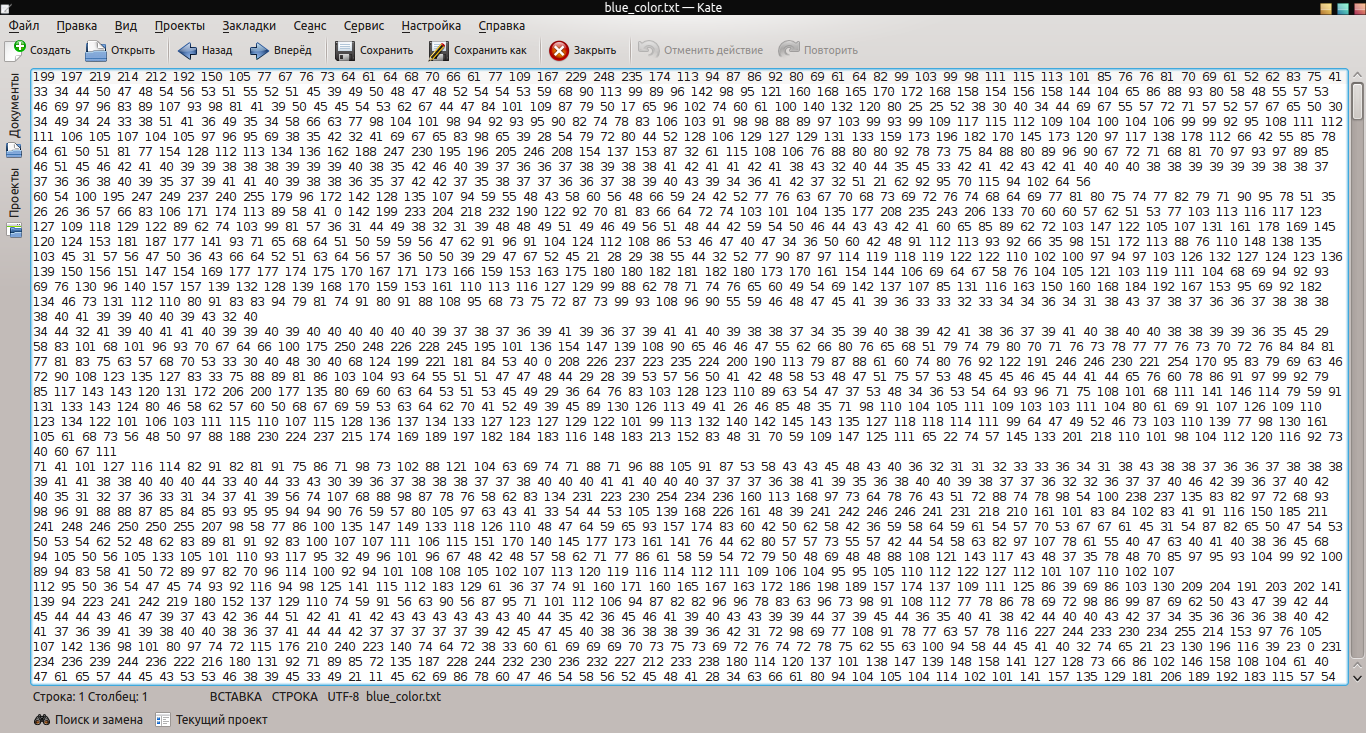 blue_color.txt — Kate
Файл Правка Вид Проекты Закладки Сеанс Сервис Настройка Справка
Создать Открыть Назад Вперёд Сохранить Сохранить как Закрыть Отменить действие Повторить
Документы
Проекты
199 197 219 214 212 192 150 105 77 67 76 73 64 61 64 68 70 66 61 77 109 167 229 248 235 174 113 94 87 86 92 80 69 61 64 82 99 103 99 98 111 115 113 101 85 76 76 81 70 69 61 52 62 83 75 41
33 34 44 50 47 48 54 56 53 51 55 52 51 45 39 49 50 48 47 48 52 54 54 53 59 68 90 113 99 89 96 142 98 95 121 160 168 165 170 172 168 158 154 156 158 144 104 65 86 88 93 80 58 48 55 57 53
46 69 97 96 83 89 107 93 98 81 41 39 50 45 45 54 53 62 67 44 47 84 101 109 87 79 50 17 65 96 102 74 60 61 100 140 132 120 80 25 25 52 38 30 40 34 44 69 67 55 57 72 71 57 52 57 67 65 50 30
34 49 34 24 33 38 51 41 36 49 35 34 58 66 63 77 98 104 101 98 94 92 93 95 90 82 74 78 83 106 103 91 98 98 88 89 97 103 99 93 99 109 117 115 112 109 104 100 104 106 99 99 92 95 108 111 112
111 106 105 107 104 105 97 96 95 69 38 35 42 32 41 69 67 65 83 98 65 39 28 54 79 72 80 44 52 128 106 129 127 129 131 133 159 173 196 182 170 145 173 120 97 117 138 178 112 66 42 55 85 78
64 61 50 51 81 77 154 128 112 113 134 136 162 188 247 230 195 196 205 246 208 154 137 153 87 32 61 115 108 106 76 88 80 80 92 78 73 75 84 88 80 89 96 90 67 72 71 68 81 70 97 93 97 89 85
46 51 45 46 42 41 40 39 39 38 38 38 39 39 39 40 38 35 42 46 40 39 37 36 36 37 38 39 38 38 41 42 41 41 41 42 41 38 43 32 40 44 35 45 33 42 41 42 43 42 41 40 40 40 38 38 39 39 39 38 38 37
37 36 36 38 40 39 35 37 39 41 41 40 39 38 38 36 35 37 42 42 37 35 38 37 37 36 36 37 38 39 40 43 39 34 36 41 42 37 32 51 21 62 92 95 70 115 94 102 64 56
60 54 100 195 247 249 237 240 255 179 96 172 142 128 135 107 94 59 55 48 43 58 60 56 48 66 59 24 42 52 77 76 63 67 70 68 73 69 72 76 74 68 64 69 77 81 80 75 74 77 82 79 71 90 95 78 51 35
26 26 36 57 66 83 106 171 174 113 89 58 41 0 142 199 233 204 218 232 190 122 92 70 81 83 66 64 72 74 103 101 104 135 177 208 235 243 206 133 70 60 60 57 62 51 53 77 103 113 116 117 123
127 109 118 129 122 89 62 74 103 99 81 57 36 31 44 49 38 32 31 39 48 48 49 51 49 46 49 56 51 48 44 42 59 54 50 46 44 43 43 42 41 60 65 85 89 62 72 103 147 122 105 107 131 161 178 169 145
120 124 153 181 187 177 141 93 71 65 68 64 51 50 59 59 56 47 62 91 96 91 104 124 112 108 86 53 46 47 40 47 34 36 50 60 42 48 91 112 113 93 92 66 35 98 151 172 113 88 76 110 148 138 135
103 45 31 57 56 47 50 36 43 66 64 52 51 63 64 56 57 36 50 50 39 29 47 67 52 45 21 28 29 38 55 44 32 52 77 90 87 97 114 119 118 119 122 122 110 102 100 97 94 97 103 126 132 127 124 123 136
139 150 156 151 147 154 169 177 177 174 175 170 167 171 173 166 159 153 163 175 180 180 182 181 182 180 173 170 161 154 144 106 69 64 67 58 76 104 105 121 103 119 111 104 68 69 94 92 93
69 76 130 96 140 157 157 139 132 128 139 168 170 159 153 161 110 113 116 127 129 99 88 62 78 71 74 76 65 60 49 54 69 142 137 107 85 131 116 163 150 160 168 184 192 167 153 95 69 92 182
134 46 73 131 112 110 80 91 83 83 94 79 81 74 91 80 91 88 108 95 68 73 75 72 87 73 99 93 108 96 90 55 59 46 48 47 45 41 39 36 33 33 32 33 34 34 36 34 31 38 43 37 38 37 36 36 37 38 38 38
38 40 41 39 39 40 40 39 43 32 40
34 44 32 41 39 40 41 41 40 39 39 40 39 40 40 40 40 40 40 39 37 38 37 36 39 41 39 36 37 39 41 41 40 39 38 38 37 34 35 39 40 38 39 42 41 38 36 37 39 41 40 38 40 40 38 38 39 39 36 35 45 29
58 83 101 68 101 96 93 70 67 64 66 100 175 250 248 226 228 245 195 101 136 154 147 139 108 90 65 46 46 47 55 62 66 80 76 65 68 51 79 74 79 80 70 71 76 73 78 77 77 76 73 70 72 76 84 84 81
77 81 83 75 63 57 68 70 53 33 30 40 48 30 40 68 124 199 221 181 84 53 40 0 208 226 237 223 235 224 200 190 113 79 87 88 61 60 74 80 76 92 122 191 246 246 230 221 254 170 95 83 79 69 63 46
72 90 108 123 135 127 83 33 75 88 89 81 86 103 104 93 64 55 51 51 47 47 48 44 29 28 39 53 57 56 50 41 42 48 58 53 48 47 51 75 57 53 48 45 45 46 45 44 41 44 65 76 60 78 86 91 97 99 92 79
85 117 143 143 120 131 172 206 200 177 135 80 69 60 63 64 53 51 53 45 49 29 36 64 76 83 103 128 123 110 89 63 54 47 37 53 48 34 36 53 54 64 93 96 71 75 108 101 68 111 141 146 114 79 59 91
131 133 143 124 80 46 58 62 57 60 50 68 67 69 59 53 63 64 62 70 41 52 49 39 45 89 130 126 113 49 41 26 46 85 48 35 71 98 110 104 105 111 109 103 103 111 104 80 61 69 91 107 126 109 110
123 134 122 101 106 103 111 115 110 107 115 128 136 137 134 133 127 123 127 129 122 101 99 113 132 140 142 145 143 135 127 118 118 114 111 99 64 47 49 52 46 73 103 110 139 77 98 130 161
105 61 68 73 56 48 50 97 88 188 230 224 237 215 174 169 189 197 182 184 183 116 148 183 213 152 83 48 31 70 59 109 147 125 111 65 22 74 57 145 133 201 218 110 101 98 104 112 120 116 92 73
40 60 67 111
71 41 101 127 116 114 82 91 82 81 91 75 86 71 98 73 102 88 121 104 63 69 74 71 88 71 96 88 105 91 87 53 58 43 43 45 48 43 40 36 32 31 31 32 33 33 36 34 31 38 43 38 38 37 36 36 37 38 38 38
39 41 41 38 38 40 40 40 44 33 40 44 33 43 30 39 36 37 38 38 38 37 37 38 40 40 40 41 41 40 40 40 37 37 37 36 38 41 39 35 36 38 40 40 39 38 37 37 36 32 32 36 37 37 40 46 42 39 36 37 40 42
40 35 31 32 37 36 33 31 34 37 41 39 56 74 107 68 88 98 87 78 76 58 62 83 134 231 223 230 254 234 236 160 113 168 97 73 64 78 76 43 51 72 88 74 78 98 54 100 238 237 135 83 82 97 72 68 93
98 96 91 88 88 87 85 84 85 93 95 95 94 94 90 76 59 57 80 105 97 63 43 41 33 54 44 53 105 139 168 226 161 48 39 241 242 246 246 241 231 218 210 161 101 83 84 102 83 41 91 116 150 185 211
241 248 246 250 250 255 207 98 58 77 86 100 135 147 149 133 118 126 110 48 47 64 59 65 93 157 174 83 60 42 50 62 58 42 36 59 58 64 59 61 54 57 70 53 67 67 61 45 31 54 87 82 65 50 47 54 53
50 53 54 62 52 48 62 83 89 81 91 92 83 100 107 107 111 106 115 151 170 140 145 177 173 161 141 76 44 62 80 57 57 73 55 57 42 44 54 58 63 82 97 107 78 61 55 40 47 63 40 41 40 38 36 45 68
94 105 50 56 105 133 105 101 110 93 117 95 32 49 96 101 96 67 48 42 48 57 58 62 71 77 86 61 58 59 54 72 79 50 48 69 48 48 88 108 121 143 117 43 48 37 35 78 48 70 85 97 95 93 104 99 92 100
89 94 83 58 41 50 72 89 97 82 70 96 114 100 92 94 101 108 108 105 102 107 113 120 119 116 114 112 111 109 106 104 95 95 105 110 112 122 127 112 101 107 110 102 107
112 95 50 36 54 47 45 74 93 92 116 94 98 125 141 115 112 183 129 61 36 37 74 91 160 171 160 165 167 163 172 186 198 189 157 174 137 109 111 125 86 39 69 86 103 130 209 204 191 203 202 141
139 94 223 241 242 219 180 152 137 129 110 74 59 91 56 63 90 56 87 95 71 101 112 106 94 87 82 82 96 96 78 83 63 96 73 98 91 108 112 77 78 86 78 69 72 98 86 99 87 69 62 50 43 47 39 42 44
45 44 44 43 46 47 39 37 43 42 36 44 51 42 41 41 42 43 43 43 43 43 43 40 44 35 42 36 45 46 41 39 40 43 43 39 39 44 37 39 45 44 36 35 40 41 38 42 44 40 40 43 42 37 34 35 36 36 36 38 40 42
41 37 36 39 41 39 38 40 40 38 36 37 41 44 44 42 37 37 37 37 37 39 42 45 47 45 40 38 36 38 38 39 36 42 31 72 98 69 77 108 91 78 77 63 57 78 116 227 244 233 230 234 255 214 153 97 76 105
107 142 136 98 101 80 97 74 72 115 176 210 240 223 140 74 64 72 38 33 60 61 69 69 69 70 73 75 73 69 72 76 74 72 78 75 62 55 63 100 94 58 44 45 41 40 32 74 65 21 23 130 196 116 39 23 0 231
234 236 239 244 236 222 216 180 131 92 71 89 85 72 135 187 228 244 232 230 236 232 227 212 233 238 180 114 120 137 101 138 147 139 148 158 141 127 128 73 66 86 102 146 158 108 104 61 40
47 61 65 57 44 45 43 53 53 46 38 39 45 33 49 21 11 45 62 69 86 78 60 47 46 54 58 56 52 45 48 41 58 80 94 104 105 104 114 112 102 101 141 157 135 129 181 206 189 192 183 115 57 54
Строка: 1 Столбец: 1 ВСТАВКА СТРОКА UTF-8 blue_color.txt
Поиск и замена Текущий проект